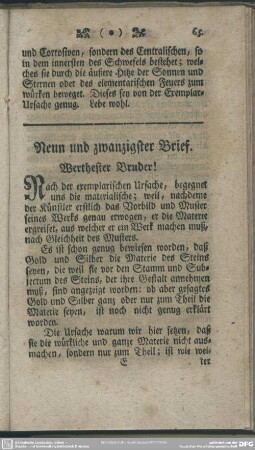 ( o ) 65
und Corrosiven, sondern des Centralischen, so
in dem innersten des Schwefels bestehet; wel-
ches sie durch die äußere Hitze der Sonnen und
Sternen oder des elementarischen Feuers zum
würken beweget. Dieses sey von der Exemplar-
Ursache genug. Lebe wohl.
Neun und zwanzigster Brief.
Werthester Bruder!
Nach der exemplarischen Ursache, begegnet
uns die materialische; weil, nachdeme
der Künstler erstlich das Vorbild und Muster
seines Werks genau erwogen, er die Materie
ergreifet, aus welcher er ein Werk machen muß,
nach Gleichheit des Musters.
Es ist schon genug bewiesen worden, daß
Gold und Silber die Materie des Steins
seyen, die weil sie vor den Stamm und Sub-
jectum des Steins, der ihre Gestalt annehmen
muß, sind angezeigt worden: ob aber gesagtes
Gold und Silber ganz oder nur zum Theil die
Materie seyen, ist noch nicht genug erklärt
worden.
Die Ursache warum wir hier setzen, daß
sie die würkliche und ganze Materie nicht aus-
machen, sondern nur zum Theil; ist wie wei-
E ter